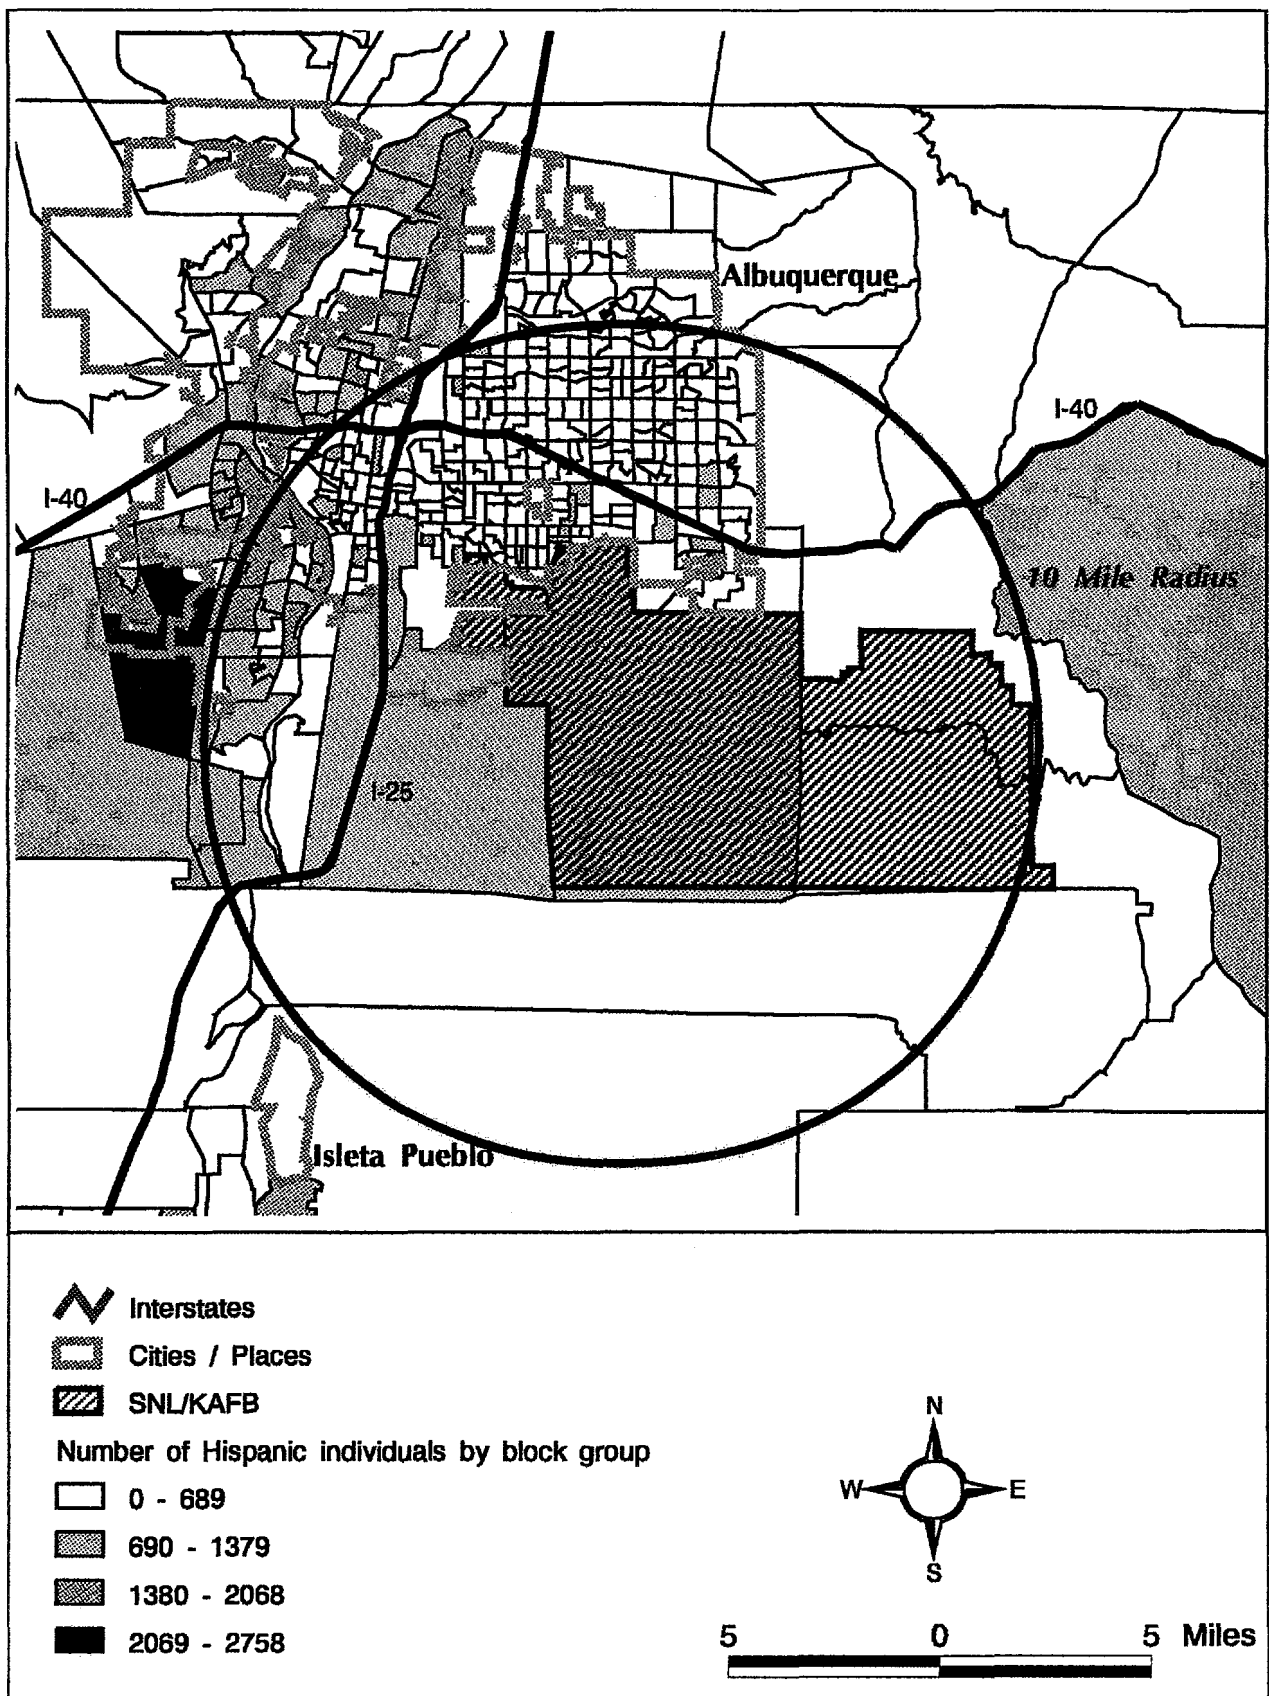 Albuquerque
I-40
I-40
10 Mile Radius
I-25
Isleta Pueblo
Interstates
Cities / Places
SNL/KAFB
Number of Hispanic individuals by block group
0 - 689
690 - 1379
1380 - 2068
2069 - 2758
N
W E
S
5 0 5 Miles